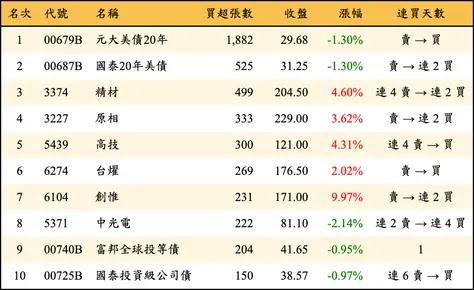 名次 代號 名稱 買超張數 收盤 漲幅 連買天數
1 00679B 元大美債20年 1,882 29.68 -1.30% 賣 → 買
2 00687B 國泰20年美債 525 31.25 -1.30% 賣 → 連 2 買
3 3374 精材 499 204.50 4.60% 連 4 賣 → 連 2 買
4 3227 原相 333 229.00 3.62% 賣 → 連 2 買
5 5439 高技 300 121.00 4.31% 連 4 賣 → 買
6 6274 台燿 269 176.50 2.02% 賣 → 買
7 6104 創惟 231 171.00 9.97% 賣 → 連 2 買
8 5371 中光電 222 81.10 -2.14% 連 2 賣 → 連 4 買
9 00740B 富邦全球投等債 204 41.65 -0.95% 1
10 00725B 國泰投資級公司債 150 38.57 -0.97% 連 6 賣 → 買